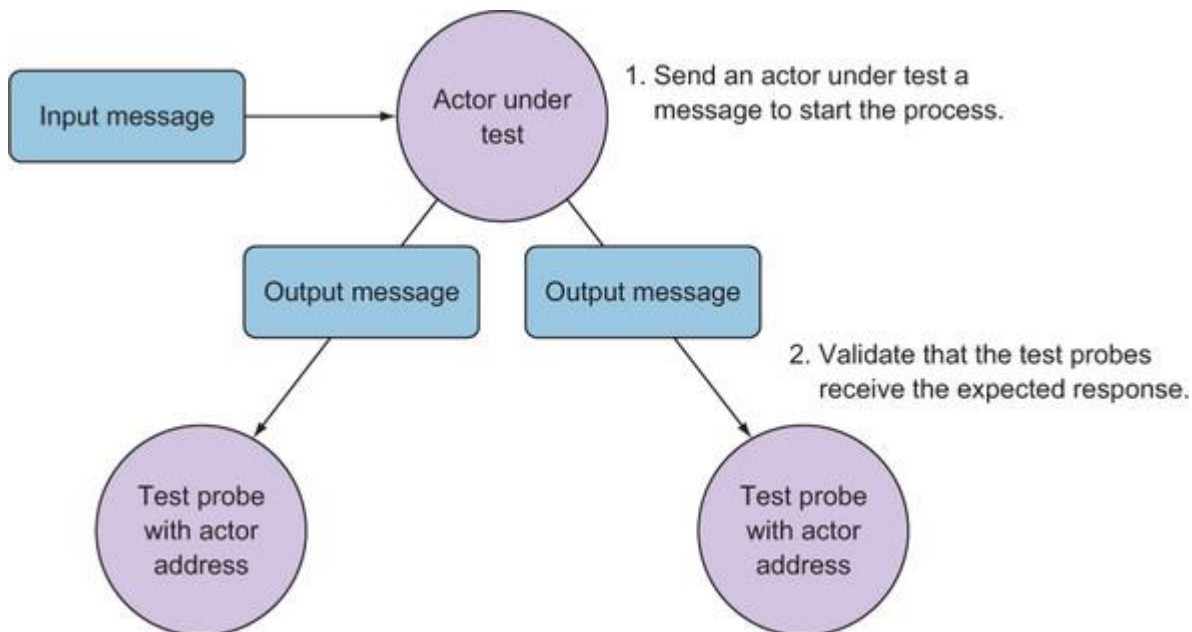 Input message
Actor under
test
1. Send an actor under test a
message to start the process.
Output message
Output message
2. Validate that the test probes
receive the expected response.
Test probe
with actor
address
Test probe
with actor
address